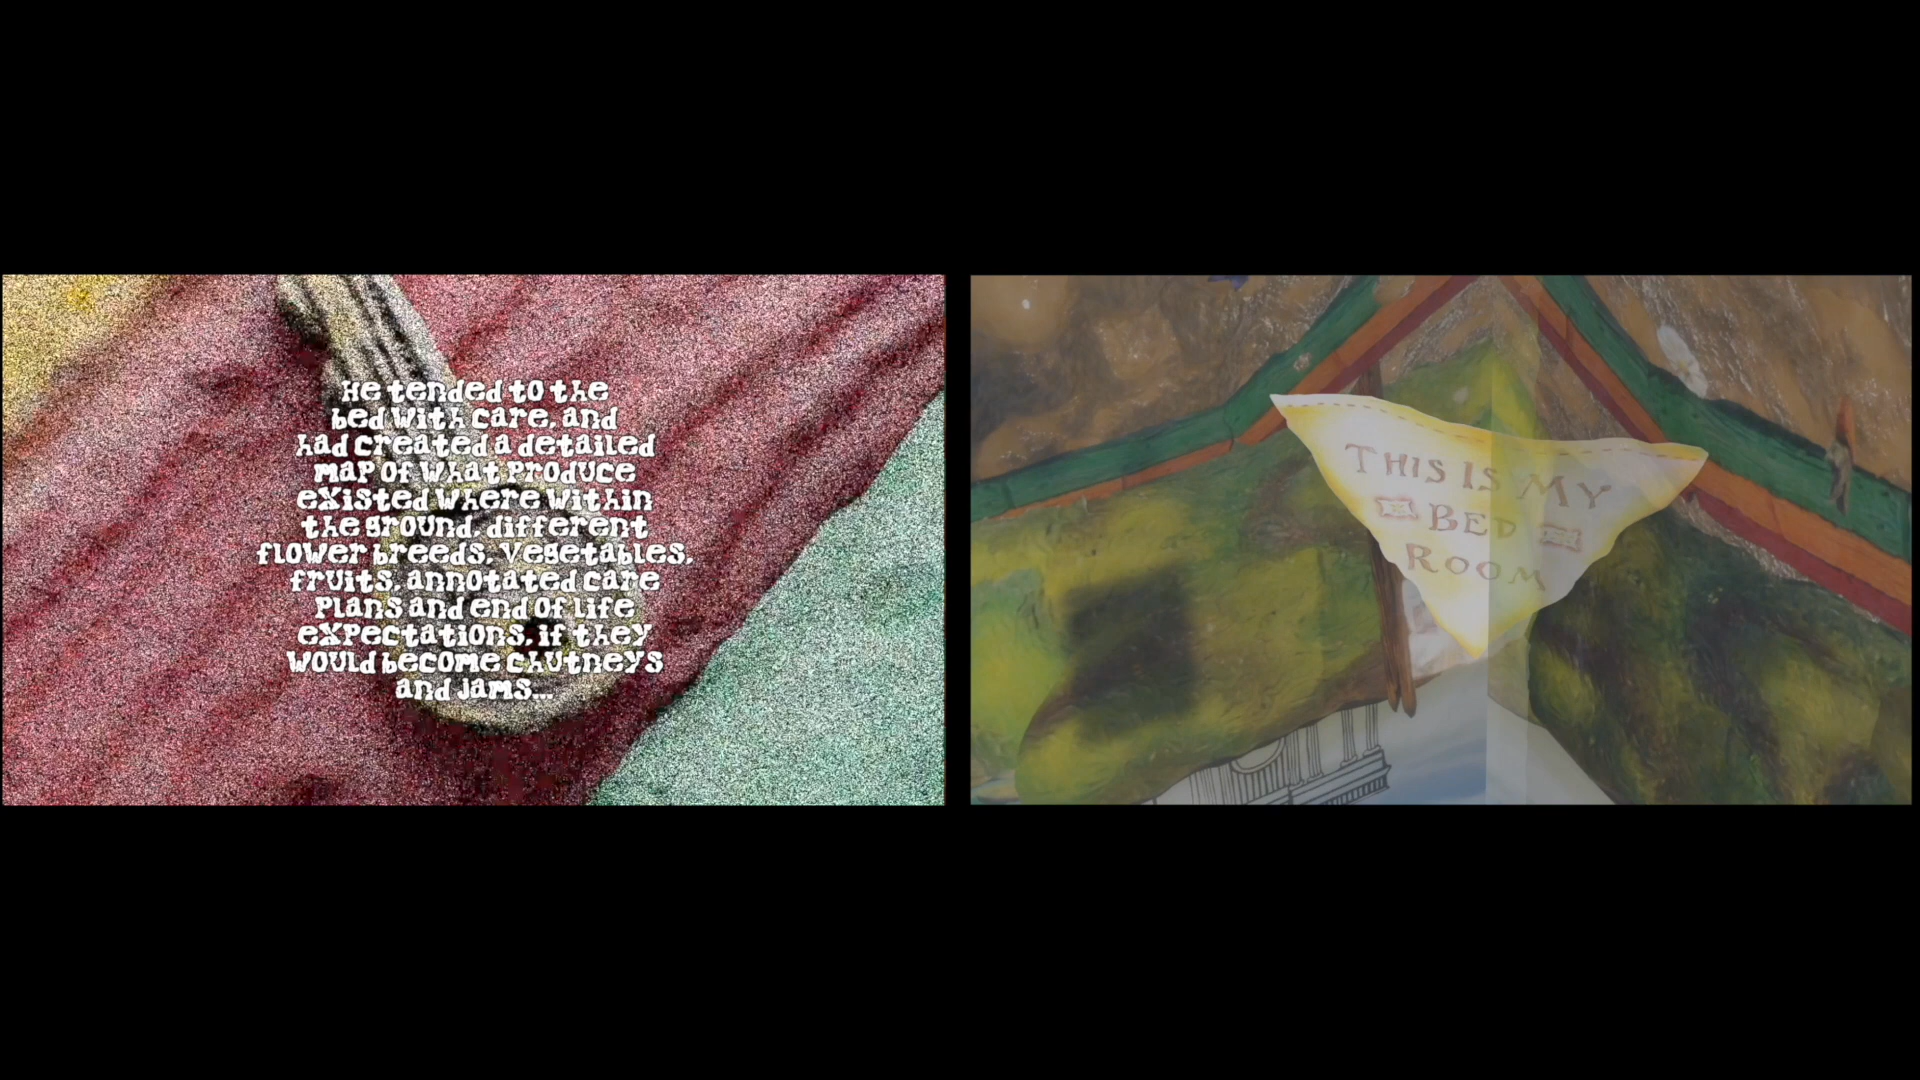 He tended to the
bed with care, and
had created a detailed
map of what produce
existed where within
the ground, different
flower breeds, vegetables,
fruits, annotated care
plans and end of life
expectations, if they
would become chutneys
and jams...
THIS IS MY
BED
ROOM